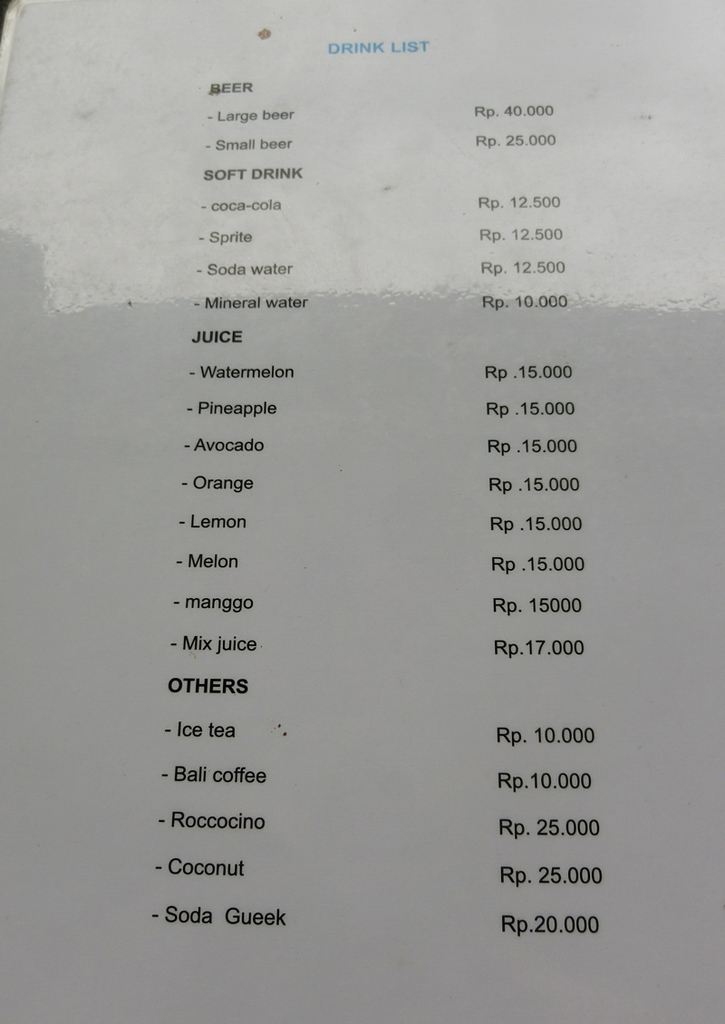 DRINK LIST
BEER
- Large beer Rp. 40.000
- Small beer Rp. 25.000
SOFT DRINK
- coca-cola Rp. 12.500
- Sprite Rp. 12.500
- Soda water Rp. 12.500
- Mineral water Rp. 10.000
JUICE
- Watermelon Rp .15.000
- Pineapple Rp .15.000
- Avocado Rp .15.000
- Orange Rp .15.000
- Lemon Rp .15.000
- Melon Rp .15.000
- manggo Rp. 15000
- Mix juice Rp.17.000
OTHERS
- Ice tea Rp. 10.000
- Bali coffee Rp.10.000
- Roccocino Rp. 25.000
- Coconut Rp. 25.000
- Soda Gueek Rp.20.000